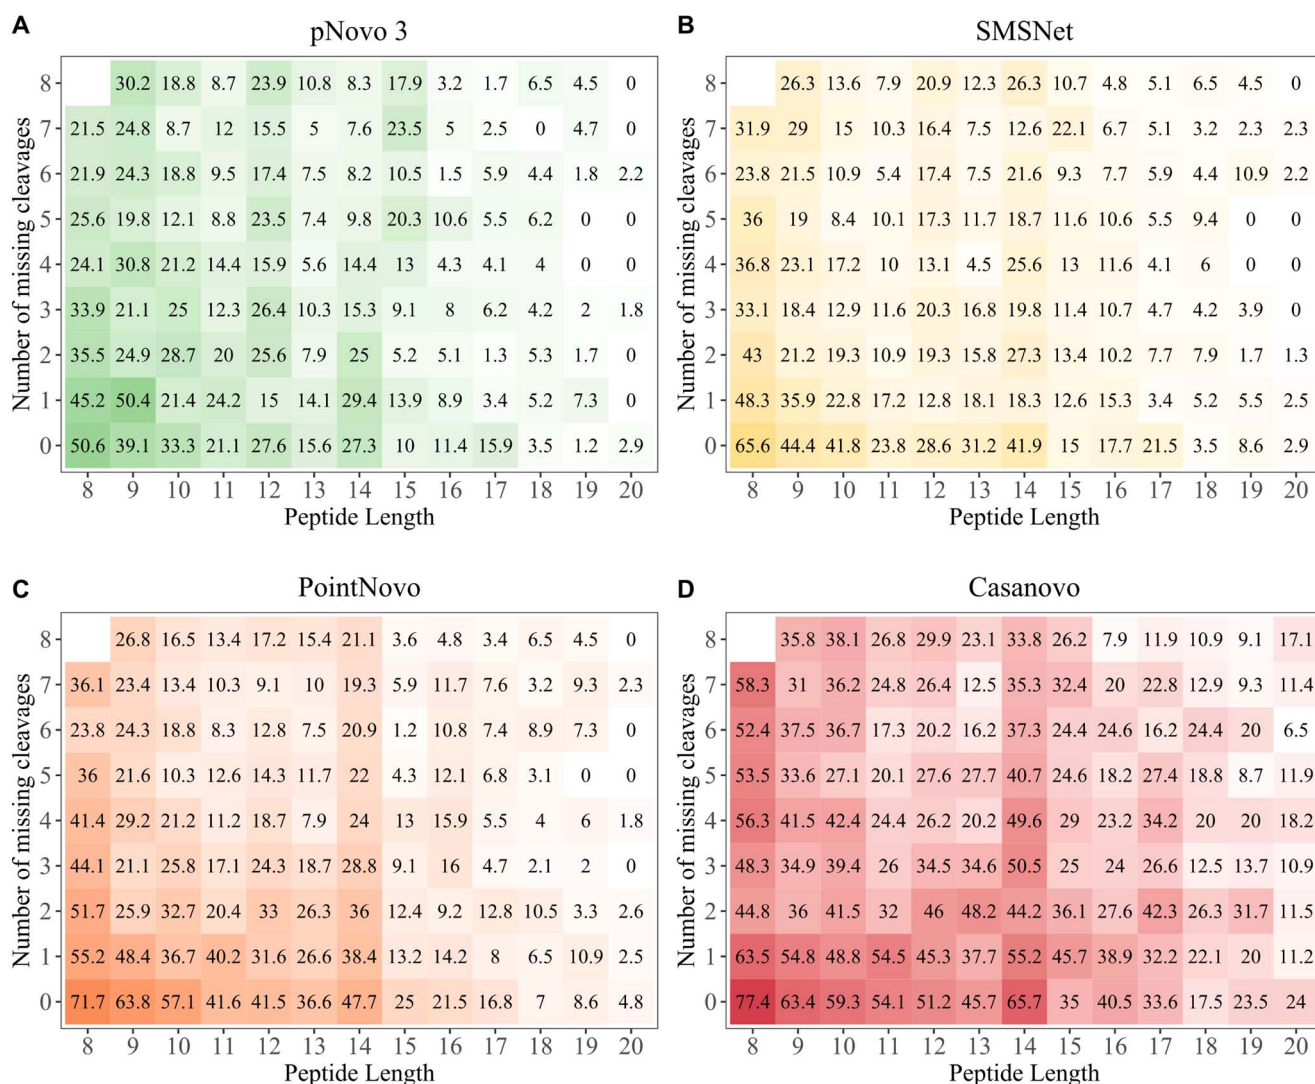 A
pNovo 3
Number of missing cleavages
8 30.2 18.8 8.7 23.9 10.8 8.3 17.9 3.2 1.7 6.5 4.5 0
7 21.5 24.8 8.7 12 15.5 5 7.6 23.5 5 2.5 0 4.7 0
6 21.9 24.3 18.8 9.5 17.4 7.5 8.2 10.5 1.5 5.9 4.4 1.8 2.2
5 25.6 19.8 12.1 8.8 23.5 7.4 9.8 20.3 10.6 5.5 6.2 0 0
4 24.1 30.8 21.2 14.4 15.9 5.6 14.4 13 4.3 4.1 4 0 0
3 33.9 21.1 25 12.3 26.4 10.3 15.3 9.1 8 6.2 4.2 2 1.8
2 35.5 24.9 28.7 20 25.6 7.9 25 5.2 5.1 1.3 5.3 1.7 0
1 45.2 50.4 21.4 24.2 15 14.1 29.4 13.9 8.9 3.4 5.2 7.3 0
0 50.6 39.1 33.3 21.1 27.6 15.6 27.3 10 11.4 15.9 3.5 1.2 2.9
8 9 10 11 12 13 14 15 16 17 18 19 20
Peptide Length
B
SMSNet
Number of missing cleavages
8 26.3 13.6 7.9 20.9 12.3 26.3 10.7 4.8 5.1 6.5 4.5 0
7 31.9 29 15 10.3 16.4 7.5 12.6 22.1 6.7 5.1 3.2 2.3 2.3
6 23.8 21.5 10.9 5.4 17.4 7.5 21.6 9.3 7.7 5.9 4.4 10.9 2.2
5 36 19 8.4 10.1 17.3 11.7 18.7 11.6 10.6 5.5 9.4 0 0
4 36.8 23.1 17.2 10 13.1 4.5 25.6 13 11.6 4.1 6 0 0
3 33.1 18.4 12.9 11.6 20.3 16.8 19.8 11.4 10.7 4.7 4.2 3.9 0
2 43 21.2 19.3 10.9 19.3 15.8 27.3 13.4 10.2 7.7 7.9 1.7 1.3
1 48.3 35.9 22.8 17.2 12.8 18.1 18.3 12.6 15.3 3.4 5.2 5.5 2.5
0 65.6 44.4 41.8 23.8 28.6 31.2 41.9 15 17.7 21.5 3.5 8.6 2.9
8 9 10 11 12 13 14 15 16 17 18 19 20
Peptide Length
C
PointNovo
Number of missing cleavages
8 26.8 16.5 13.4 17.2 15.4 21.1 3.6 4.8 3.4 6.5 4.5 0
7 36.1 23.4 13.4 10.3 9.1 10 19.3 5.9 11.7 7.6 3.2 9.3 2.3
6 23.8 24.3 18.8 8.3 12.8 7.5 20.9 1.2 10.8 7.4 8.9 7.3 0
5 36 21.6 10.3 12.6 14.3 11.7 22 4.3 12.1 6.8 3.1 0 0
4 41.4 29.2 21.2 11.2 18.7 7.9 24 13 15.9 5.5 4 6 1.8
3 44.1 21.1 25.8 17.1 24.3 18.7 28.8 9.1 16 4.7 2.1 2 0
2 51.7 25.9 32.7 20.4 33 26.3 36 12.4 9.2 12.8 10.5 3.3 2.6
1 55.2 48.4 36.7 40.2 31.6 26.6 38.4 13.2 14.2 8 6.5 10.9 2.5
0 71.7 63.8 57.1 41.6 41.5 36.6 47.7 25 21.5 16.8 7 8.6 4.8
8 9 10 11 12 13 14 15 16 17 18 19 20
Peptide Length
D
Casanovo
Number of missing cleavages
8 35.8 38.1 26.8 29.9 23.1 33.8 26.2 7.9 11.9 10.9 9.1 17.1
7 58.3 31 36.2 24.8 26.4 12.5 35.3 32.4 20 22.8 12.9 9.3 11.4
6 52.4 37.5 36.7 17.3 20.2 16.2 37.3 24.4 24.6 16.2 24.4 20 6.5
5 53.5 33.6 27.1 20.1 27.6 27.7 40.7 24.6 18.2 27.4 18.8 8.7 11.9
4 56.3 41.5 42.4 24.4 26.2 20.2 49.6 29 23.2 34.2 20 20 18.2
3 48.3 34.9 39.4 26 34.5 34.6 50.5 25 24 26.6 12.5 13.7 10.9
2 44.8 36 41.5 32 46 48.2 44.2 36.1 27.6 42.3 26.3 31.7 11.5
1 63.5 54.8 48.8 54.5 45.3 37.7 55.2 45.7 38.9 32.2 22.1 20 11.2
0 77.4 63.4 59.3 54.1 51.2 45.7 65.7 35 40.5 33.6 17.5 23.5 24
8 9 10 11 12 13 14 15 16 17 18 19 20
Peptide Length